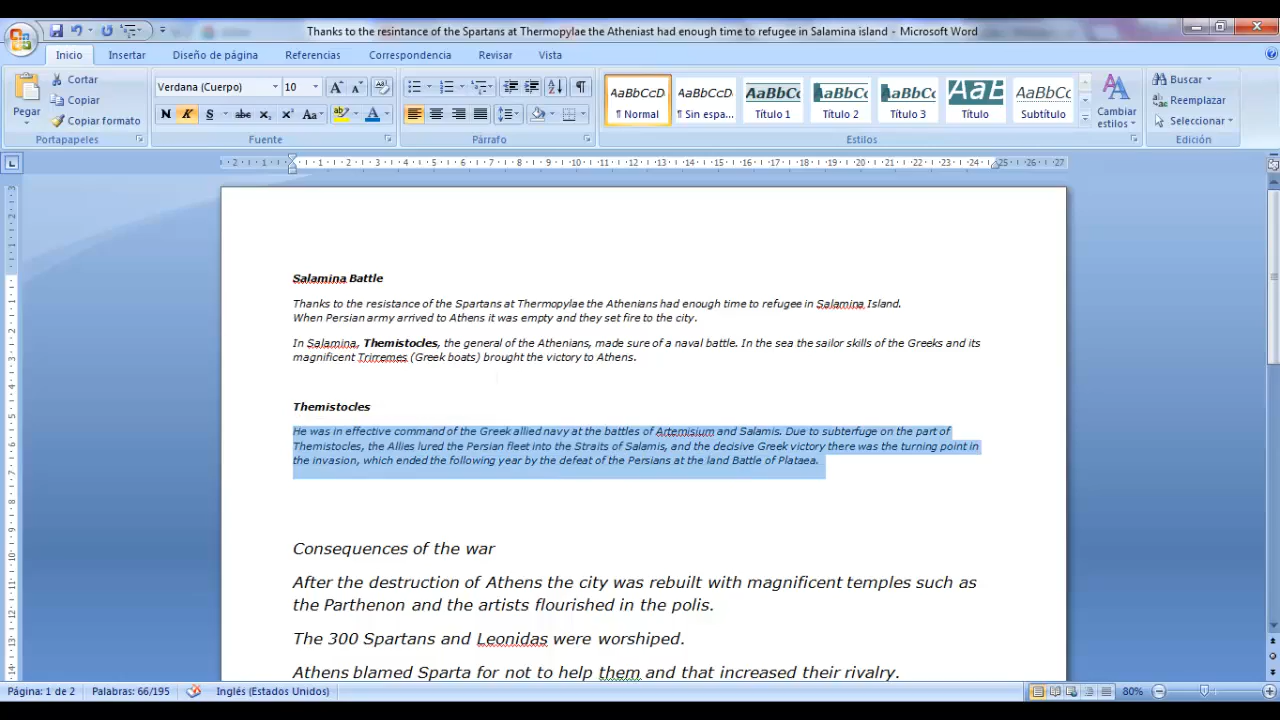 Thanks to the resintance of the Spartans at Thermopylae the Atheniast had enough time to refugee in Salamina island - Microsoft Word
Inicio Insertar Diseño de página Referencias Correspondencia Revisar Vista
Pegar
Cortar
Copiar
Copiar formato
Portapapeles
Verdana (Cuerpo) 10
N K S abc x₂ x² Aa
Fuente
Párrafo
AaBbCcD AaBbCcD AaBbCc AaBbCc AaBbCc AaB AaBbCc
¶ Normal ¶ Sin espa... Título 1 Título 2 Título 3 Título Subtítulo
Cambiar estilos
Estilos
Buscar
Reemplazar
Seleccionar
Edición
Salamina Battle
Thanks to the resistance of the Spartans at Thermopylae the Athenians had enough time to refugee in Salamina Island.
When Persian army arrived to Athens it was empty and they set fire to the city.
In Salamina, Themistocles, the general of the Athenians, made sure of a naval battle. In the sea the sailor skills of the Greeks and its
magnificent Trirremes (Greek boats) brought the victory to Athens.
Themistocles
He was in effective command of the Greek allied navy at the battles of Artemisium and Salamis. Due to subterfuge on the part of
Themistocles, the Allies lured the Persian fleet into the Straits of Salamis, and the decisive Greek victory there was the turning point in
the invasion, which ended the following year by the defeat of the Persians at the land Battle of Plataea.
Consequences of the war
After the destruction of Athens the city was rebuilt with magnificent temples such as
the Parthenon and the artists flourished in the polis.
The 300 Spartans and Leonidas were worshiped.
Athens blamed Sparta for not to help them and that increased their rivalry.
Página: 1 de 2 Palabras: 66/195 Inglés (Estados Unidos) 80%